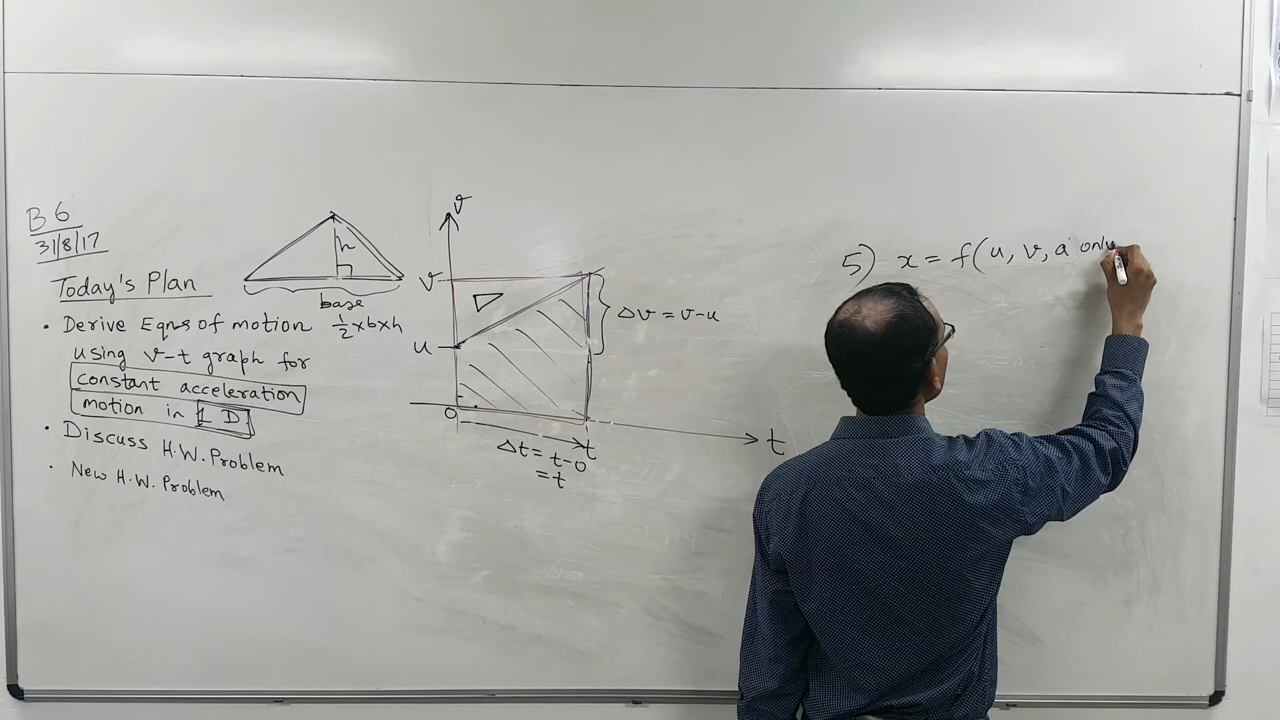 B6
31/8/17
Today's Plan
• Derive Eqns of motion
using v-t graph for
constant acceleration
motion in 1 D
• Discuss H.W. Problem
• New H.W. Problem
h
base
1/2 × b × h
v
v
u
0
t
t
Δv = v-u
Δt = t-0
= t
5) x = f(u, v, a only